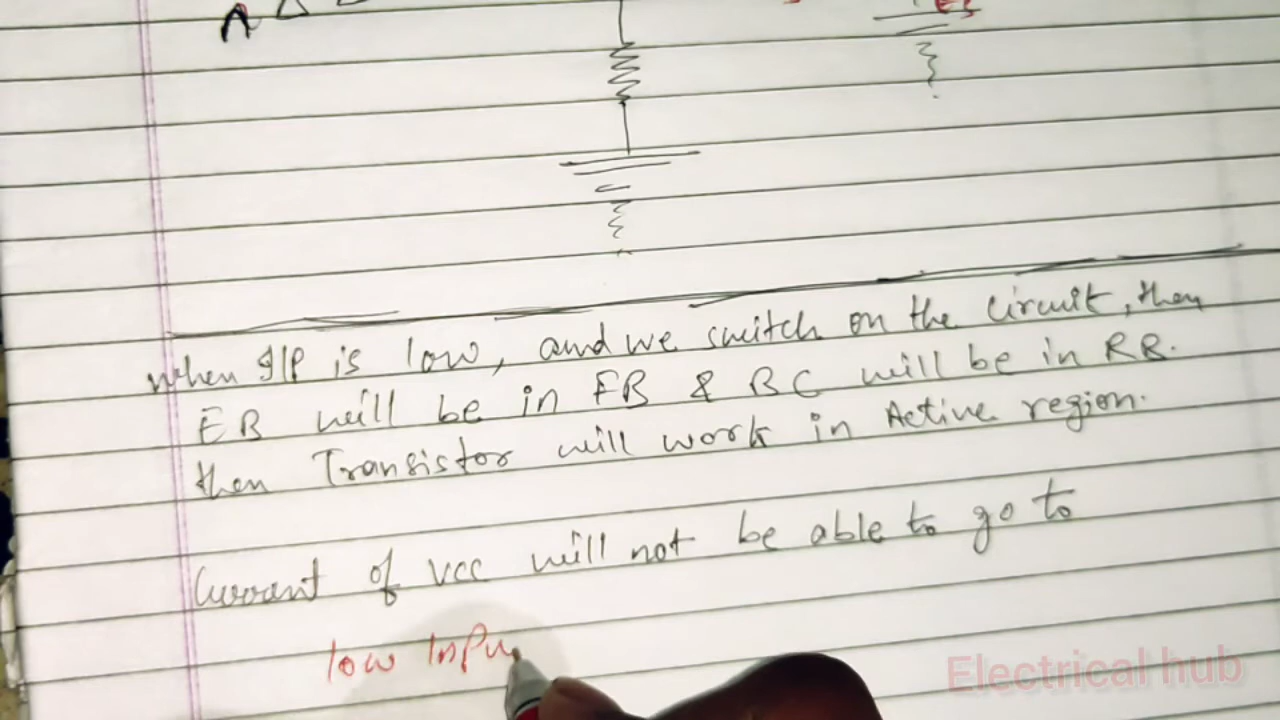 A
EB
When I/P is low, and we switch on the Circuit, then
EB will be in FB & BC will be in RB.
then Transistor will work in Active region.
Current of VCC will not be able to go to
low Inpu
Electrical hub